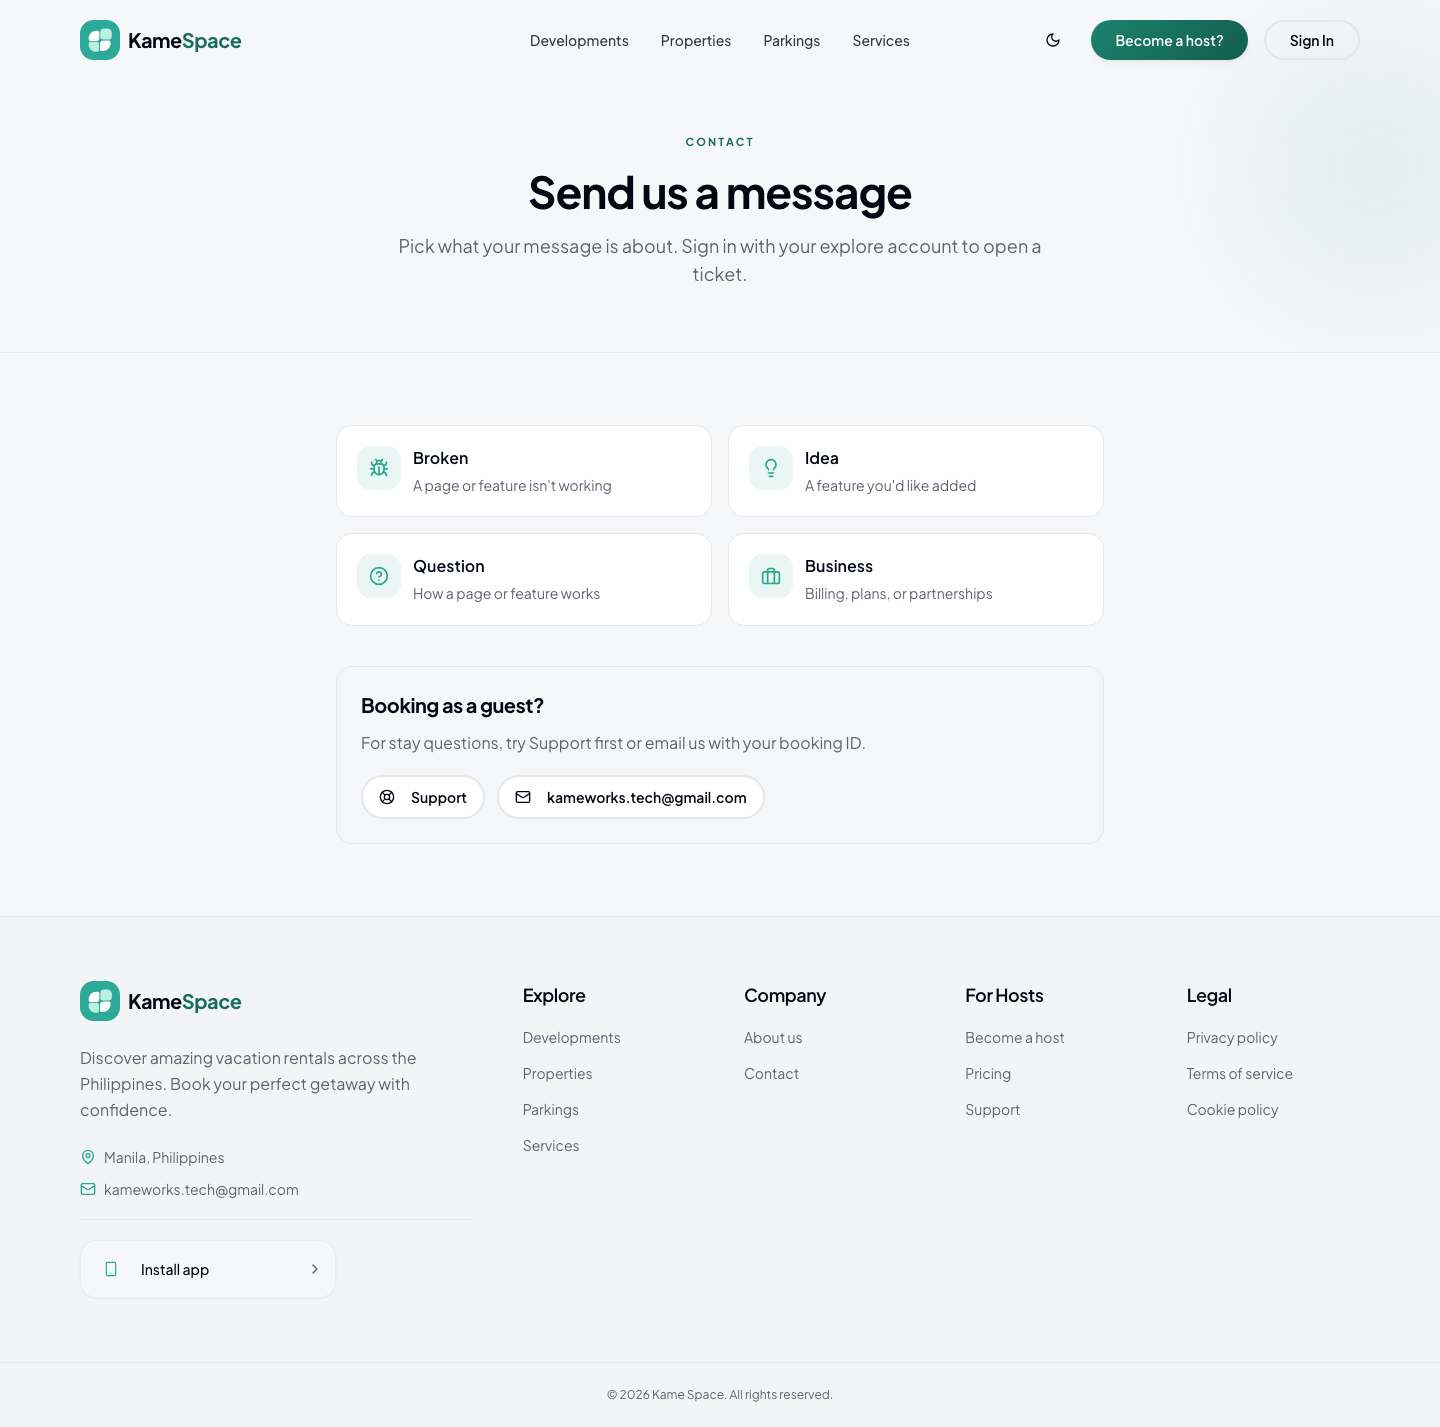 KameSpace
Developments
Properties
Parkings
Services
Become a host?
Sign In
CONTACT
Send us a message
Pick what your message is about. Sign in with your explore account to open a
ticket.
Broken
A page or feature isn't working
Idea
A feature you'd like added
Question
How a page or feature works
Business
Billing, plans, or partnerships
Booking as a guest?
For stay questions, try Support first or email us with your booking ID.
Support
kameworks.tech@gmail.com
KameSpace
Discover amazing vacation rentals across the
Philippines. Book your perfect getaway with
confidence.
Manila, Philippines
kameworks.tech@gmail.com
Install app
Explore
Developments
Properties
Parkings
Services
Company
About us
Contact
For Hosts
Become a host
Pricing
Support
Legal
Privacy policy
Terms of service
Cookie policy
© 2026 Kame Space. All rights reserved.